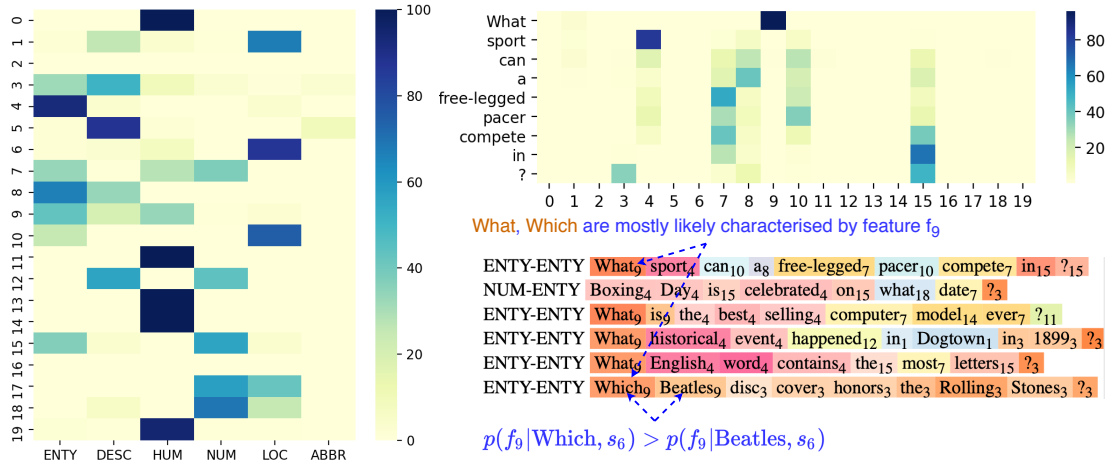 0
1
2
3
4
5
6
7
8
9
10
11
12
13
14
15
16
17
18
19
ENTY DESC HUM NUM LOC ABBR
100
80
60
40
20
0
What
sport
can
a
free-legged
pacer
compete
in
?
0 1 2 3 4 5 6 7 8 9 10 11 12 13 14 15 16 17 18 19
80
60
40
20
What, Which are mostly likely characterised by feature f₉
ENTY-ENTY What₉ sport₄ can₁₀ a₈ free-legged₇ pacer₁₀ compete₇ in₁₅ ?₁₅
NUM-ENTY Boxing₄ Day₄ is₁₅ celebrated₄ on₁₅ what₁₈ date₇ ?₃
ENTY-ENTY What₉ is₉ the₄ best₄ selling₄ computer₇ model₁₄ ever₇ ?₁₁
ENTY-ENTY What₉ historical₄ event₄ happened₁₂ in₁ Dogtown₁ in₃ 1899₃ ?₃
ENTY-ENTY What₉ English₄ word₄ contains₄ the₁₅ most₇ letters₁₅ ?₃
ENTY-ENTY Which₉ Beatles₉ disc₃ cover₃ honors₃ the₃ Rolling₃ Stones₃ ?₃
p(f₉|Which, s₆) > p(f₉|Beatles, s₆)